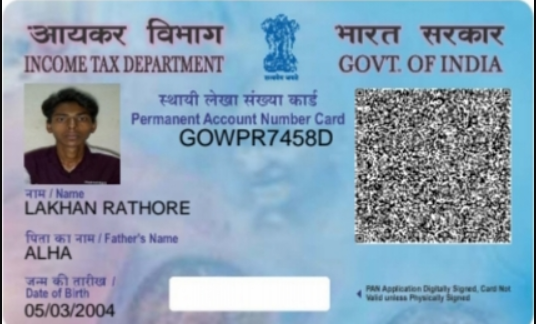 आयकर विभाग
INCOME TAX DEPARTMENT
सत्यमेव जयते
भारत सरकार
GOVT. OF INDIA
स्थायी लेखा संख्या कार्ड
Permanent Account Number Card
GOWPR7458D
नाम / Name
LAKHAN RATHORE
पिता का नाम / Father's Name
ALHA
जन्म की तारीख /
Date of Birth
05/03/2004
PAN Application Digitally Signed, Card Not
Valid unless Physically Signed